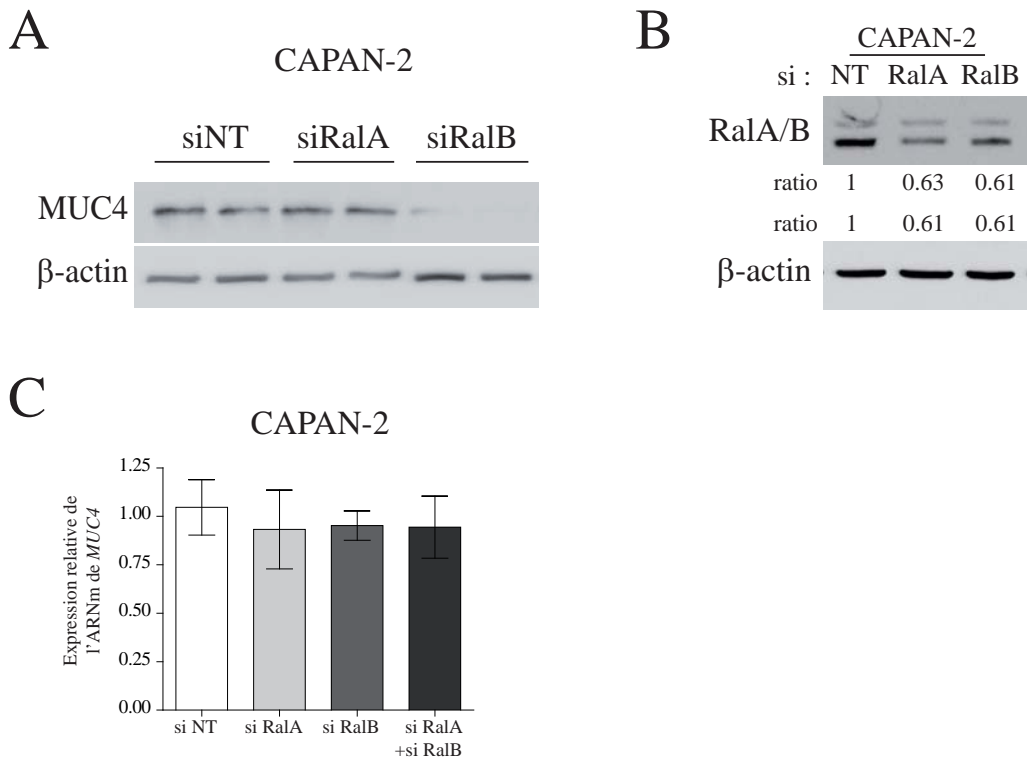 A
CAPAN-2
siNT siRalA siRalB
MUC4
β-actin
B
CAPAN-2
si : NT RalA RalB
RalA/B
ratio 1 0.63 0.61
ratio 1 0.61 0.61
β-actin
C
CAPAN-2
Expression relative de
l'ARNm de MUC4
1.25
1.00
0.75
0.50
0.25
0.00
si NT si RalA si RalB si RalA
+si RalB